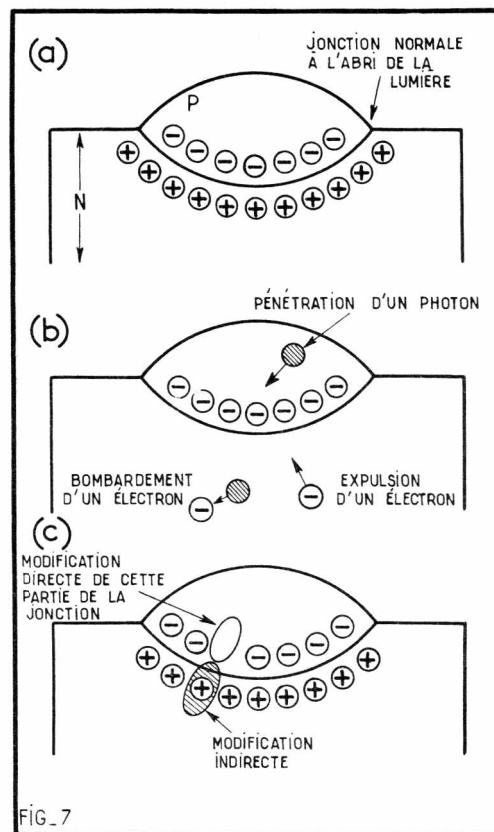 (a)
JONCTION NORMALE
À L'ABRI DE LA
LUMIÈRE
P
N
(b)
PÉNÉTRATION D'UN PHOTON
BOMBARDEMENT
D'UN ÉLECTRON
EXPULSION
D'UN ÉLECTRON
(c)
MODIFICATION
DIRECTE DE CETTE
PARTIE DE LA
JONCTION
MODIFICATION
INDIRECTE
FIG_7